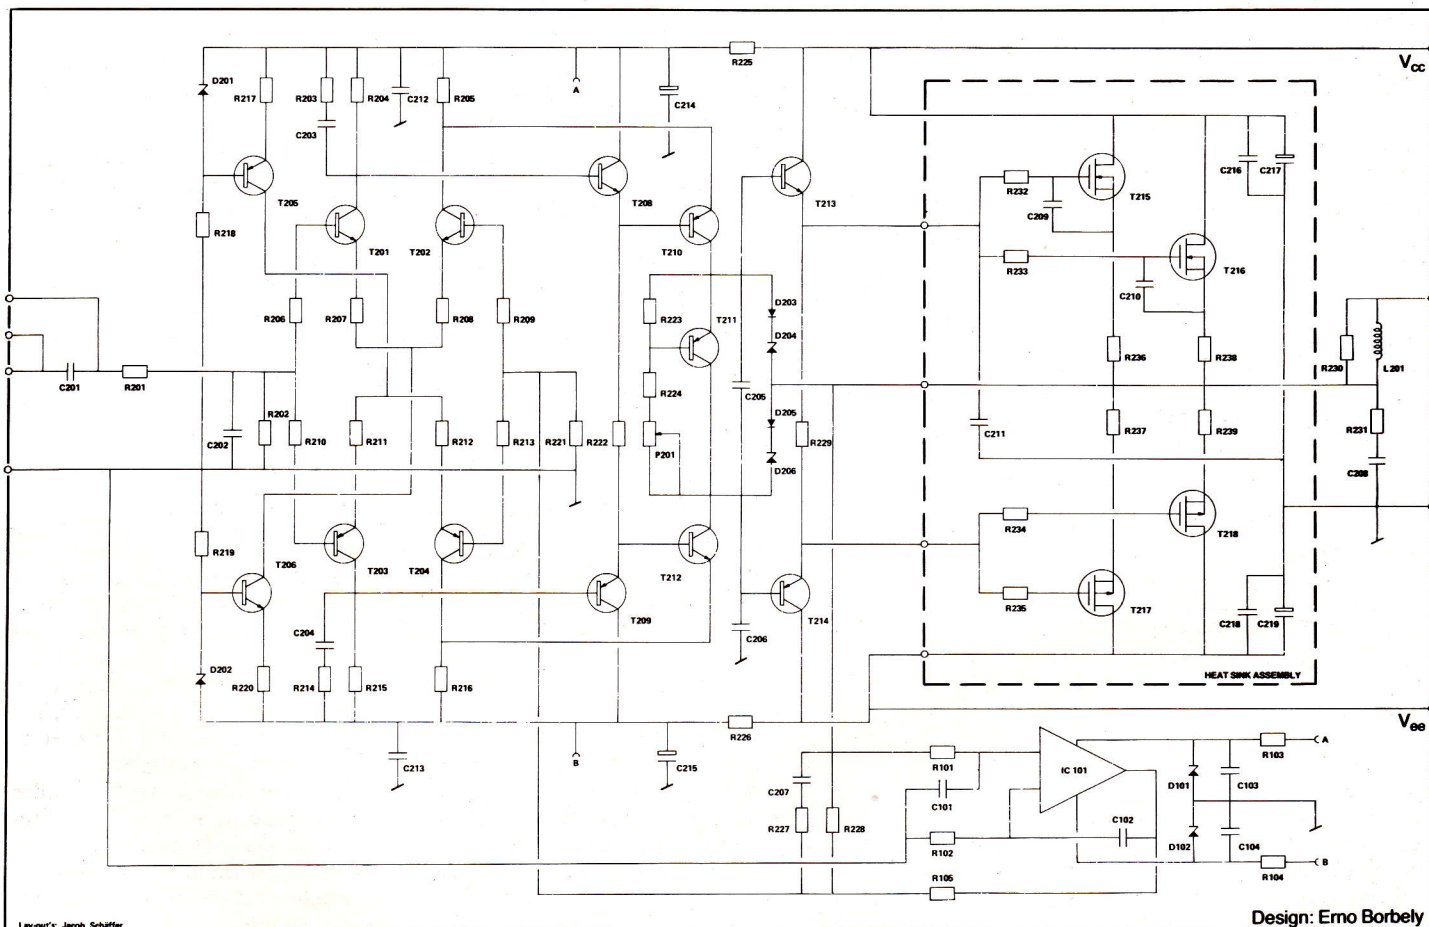 D201
R217
R203
R204
C212
R205
A
R225
C214
Vcc
C203
T205
T208
T213
R232
C209
T215
C216
C217
R218
T201
T202
T210
R233
C210
T216
R206
R207
R208
R209
R223
T211
D203
D204
R236
R238
R230
L201
C201
R201
R224
C205
D205
R202
C202
R210
R211
R212
R213
R221
R222
P201
D206
R229
C211
R237
R239
R231
C208
R219
T206
T203
T204
T212
R234
T218
T209
C206
T214
R235
T217
C204
C218
C219
D202
R220
R214
R215
R216
HEAT SINK ASSEMBLY
R226
Vee
C213
B
C215
R101
IC 101
R103
A
C207
C101
D101
C103
R227
R228
R102
C102
D102
C104
R104
B
R105
Lay-out's: Jacob Schäffer
Design: Erno Borbely